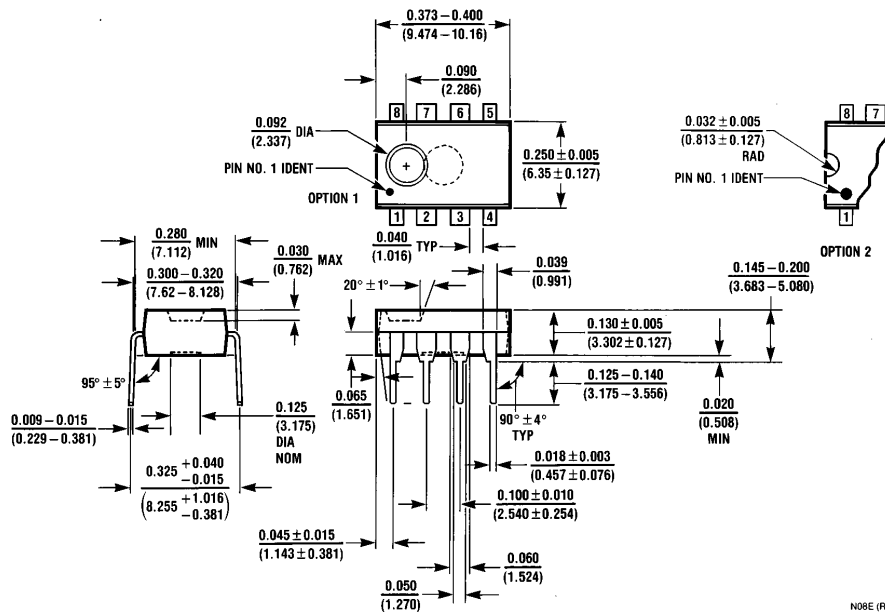 0.373 – 0.400
(9.474 – 10.16)
0.090
(2.286)
8 7 6 5
0.092 DIA
(2.337)
PIN NO. 1 IDENT
OPTION 1
+
0.250 ± 0.005
(6.35 ± 0.127)
1 2 3 4
8 7
0.032 ± 0.005
(0.813 ± 0.127)
RAD
PIN NO. 1 IDENT
1
OPTION 2
0.280 MIN
(7.112)
0.300 – 0.320
(7.62 – 8.128)
0.030 MAX
(0.762)
0.040 TYP
(1.016)
20° ± 1°
0.039
(0.991)
0.145 – 0.200
(3.683 – 5.080)
0.130 ± 0.005
(3.302 ± 0.127)
0.125 – 0.140
(3.175 – 3.556)
0.020
(0.508)
MIN
95° ± 5°
0.009 – 0.015
(0.229 – 0.381)
0.125
(3.175)
DIA
NOM
0.065
(1.651)
90° ± 4°
TYP
0.018 ± 0.003
(0.457 ± 0.076)
0.325 +0.040
–0.015
(8.255 +1.016
–0.381)
0.100 ± 0.010
(2.540 ± 0.254)
0.045 ± 0.015
(1.143 ± 0.381)
0.060
(1.524)
0.050
(1.270)
N08E (R